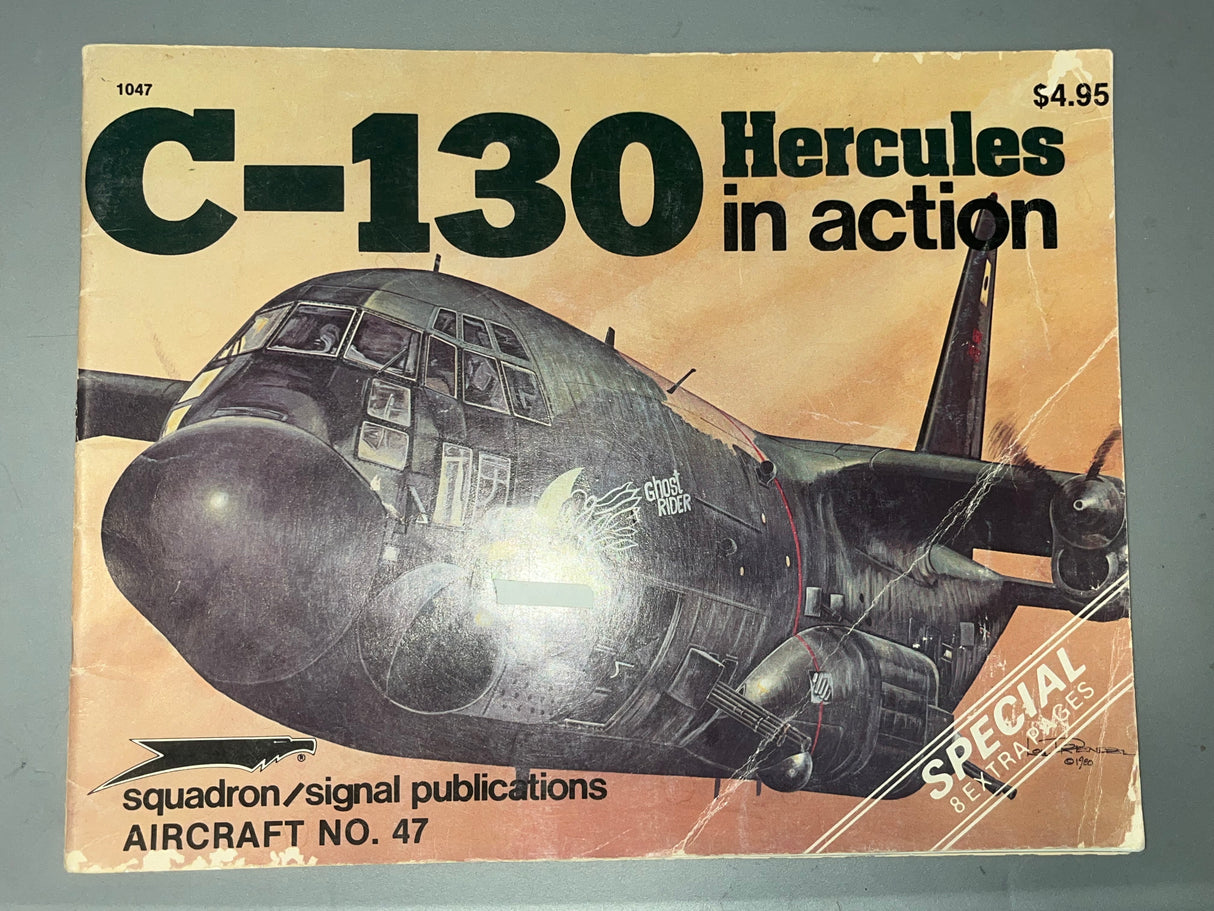 1047
$4.95
C-130
Hercules
in action
Ghost
RIDER
SPECIAL
8 EXTRA PAGES
©1980
®
squadron/signal publications
AIRCRAFT NO. 47